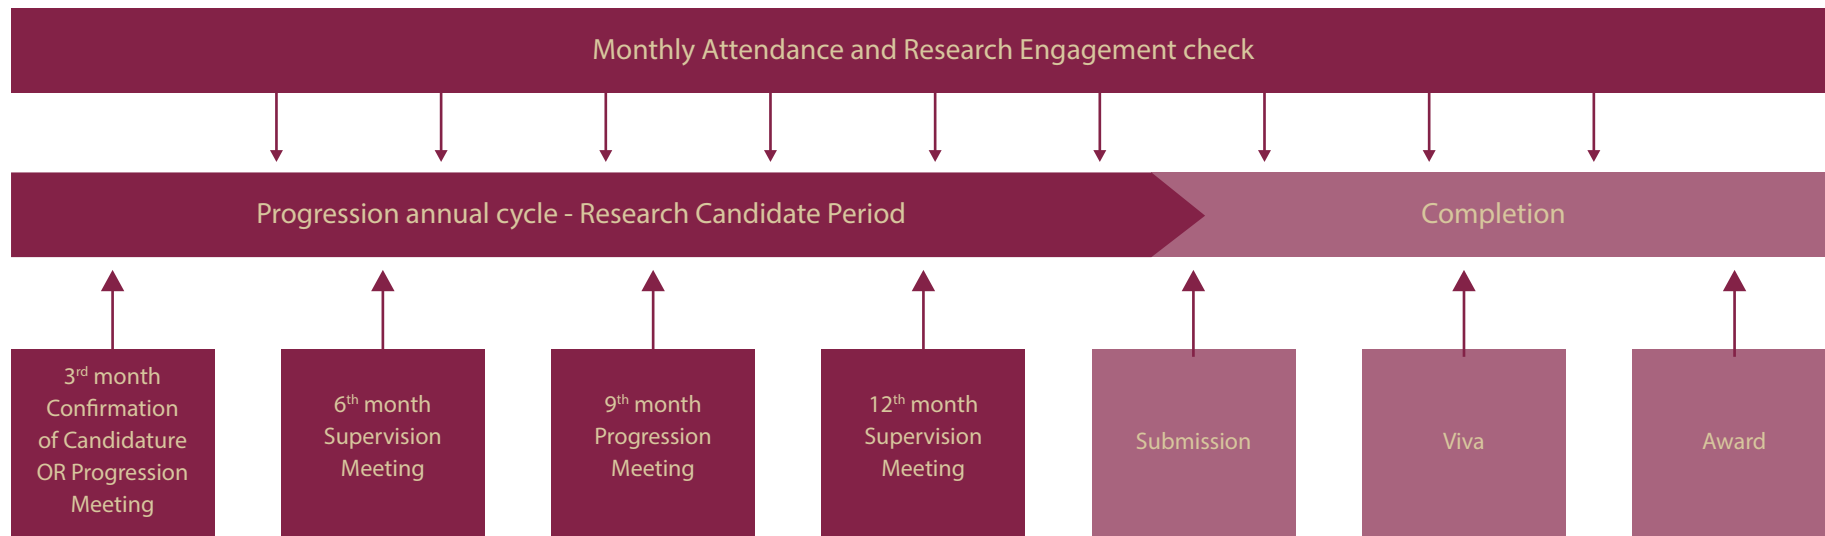 Monthly Attendance and Research Engagement check
Progression annual cycle - Research Candidate Period
Completion
3rd month
Confirmation
of Candidature
OR Progression
Meeting
6th month
Supervision
Meeting
9th month
Progression
Meeting
12th month
Supervision
Meeting
Submission
Viva
Award